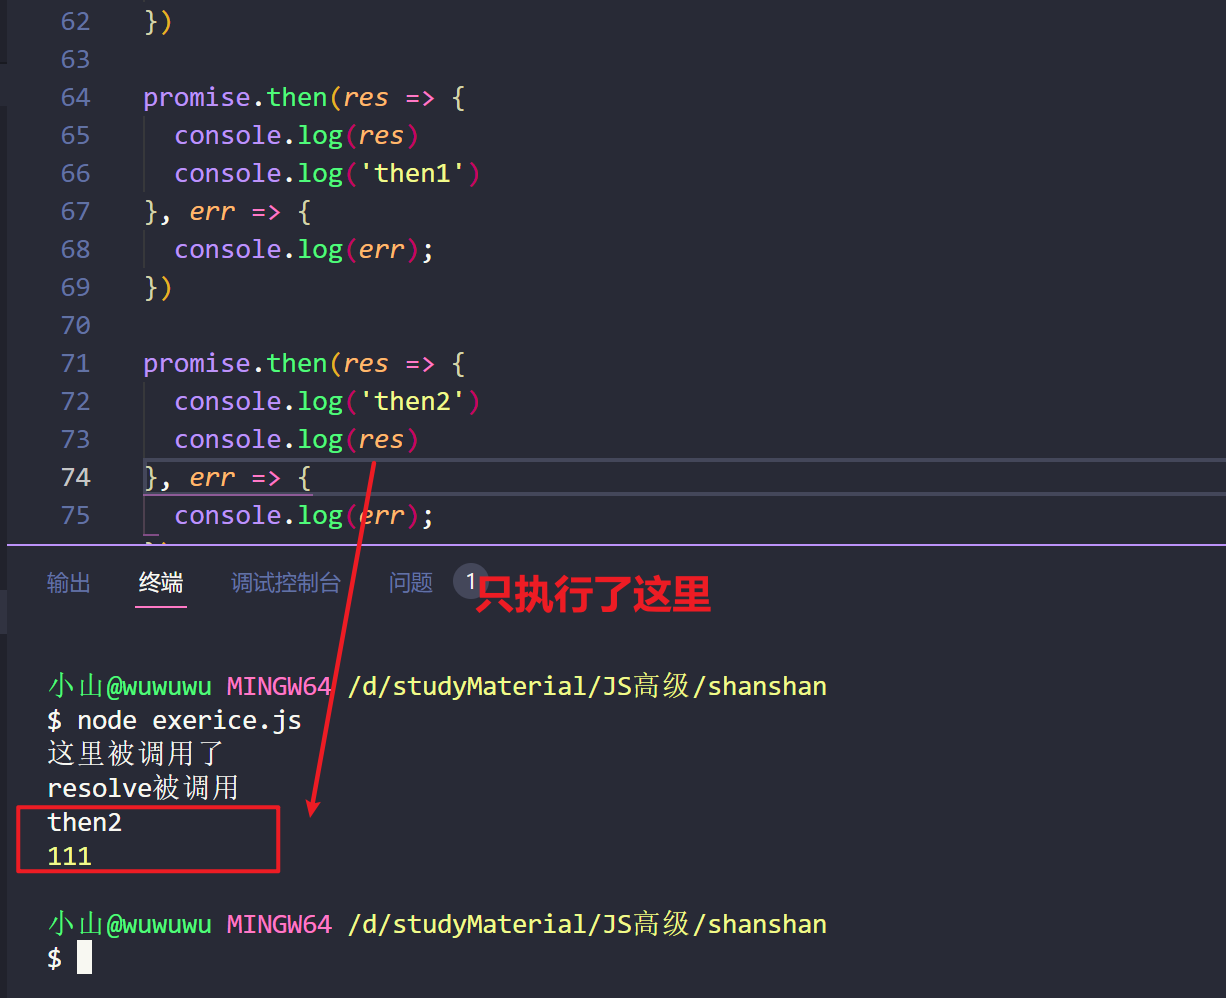 62 })
63
64 promise.then(res => {
65 console.log(res)
66 console.log('then1')
67 }, err => {
68 console.log(err);
69 })
70
71 promise.then(res => {
72 console.log('then2')
73 console.log(res)
74 }, err => {
75 console.log(err);
输出 终端 调试控制台 问题 1
只执行了这里
小山@wuwuwu MINGW64 /d/studyMaterial/JS高级/shanshan
$ node exerice.js
这里被调用了
resolve被调用
then2
111
小山@wuwuwu MINGW64 /d/studyMaterial/JS高级/shanshan
$